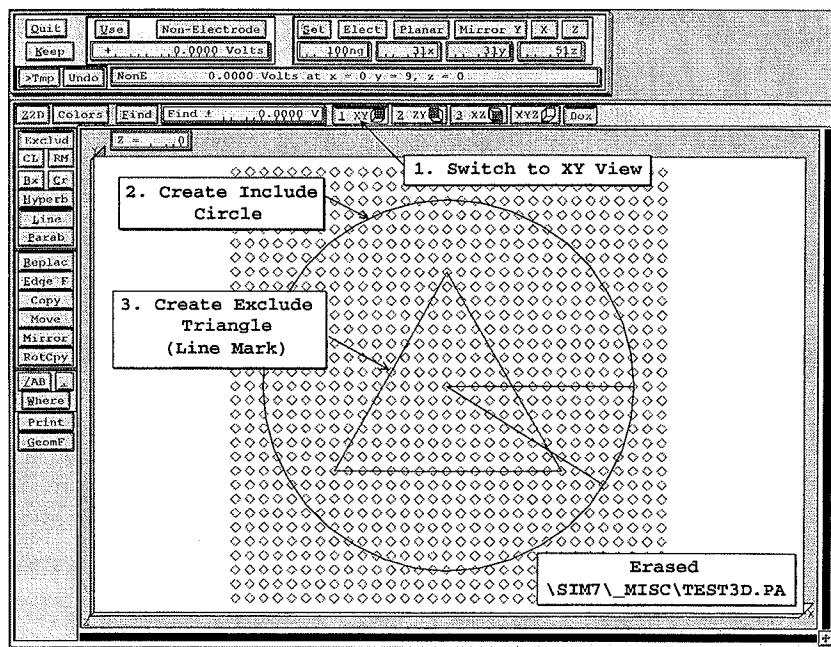 Quit Use Non-Electrode Set Elect Planar Mirror Y X Z
Keep + 0.0000 Volts 100ng 31x 31y 51z
>Tmp Undo NonE 0.0000 Volts at x = 0 y = 9, z = 0
Z2D Colors Find Find ± 0.0000 V 1 XY 2 ZY 3 XZ XYZ Box
Exclud
Z = 0
CL RM
Bx Cr
Hyperb
Line
Parab
Replac
Edge F
Copy
Move
Mirror
RotCpy
/AB
Where
Print
GeomF
1. Switch to XY View
2. Create Include
Circle
3. Create Exclude
Triangle
(Line Mark)
Erased
\SIM7\_MISC\TEST3D.PA